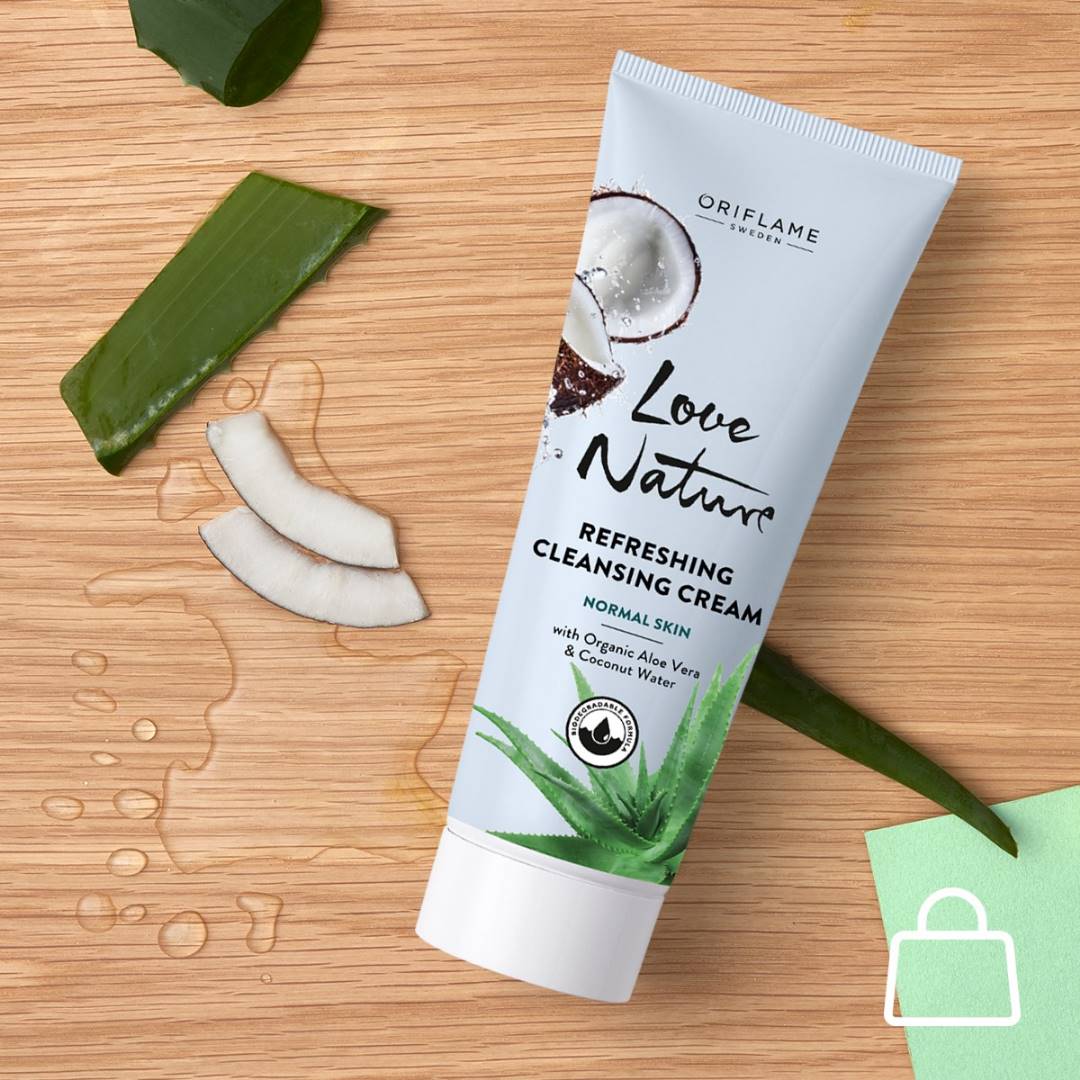 ORIFLAME
SWEDEN
Love
Nature
REFRESHING
CLEANSING CREAM
NORMAL SKIN
with Organic Aloe Vera
& Coconut Water
BIODEGRADABLE FORMULA